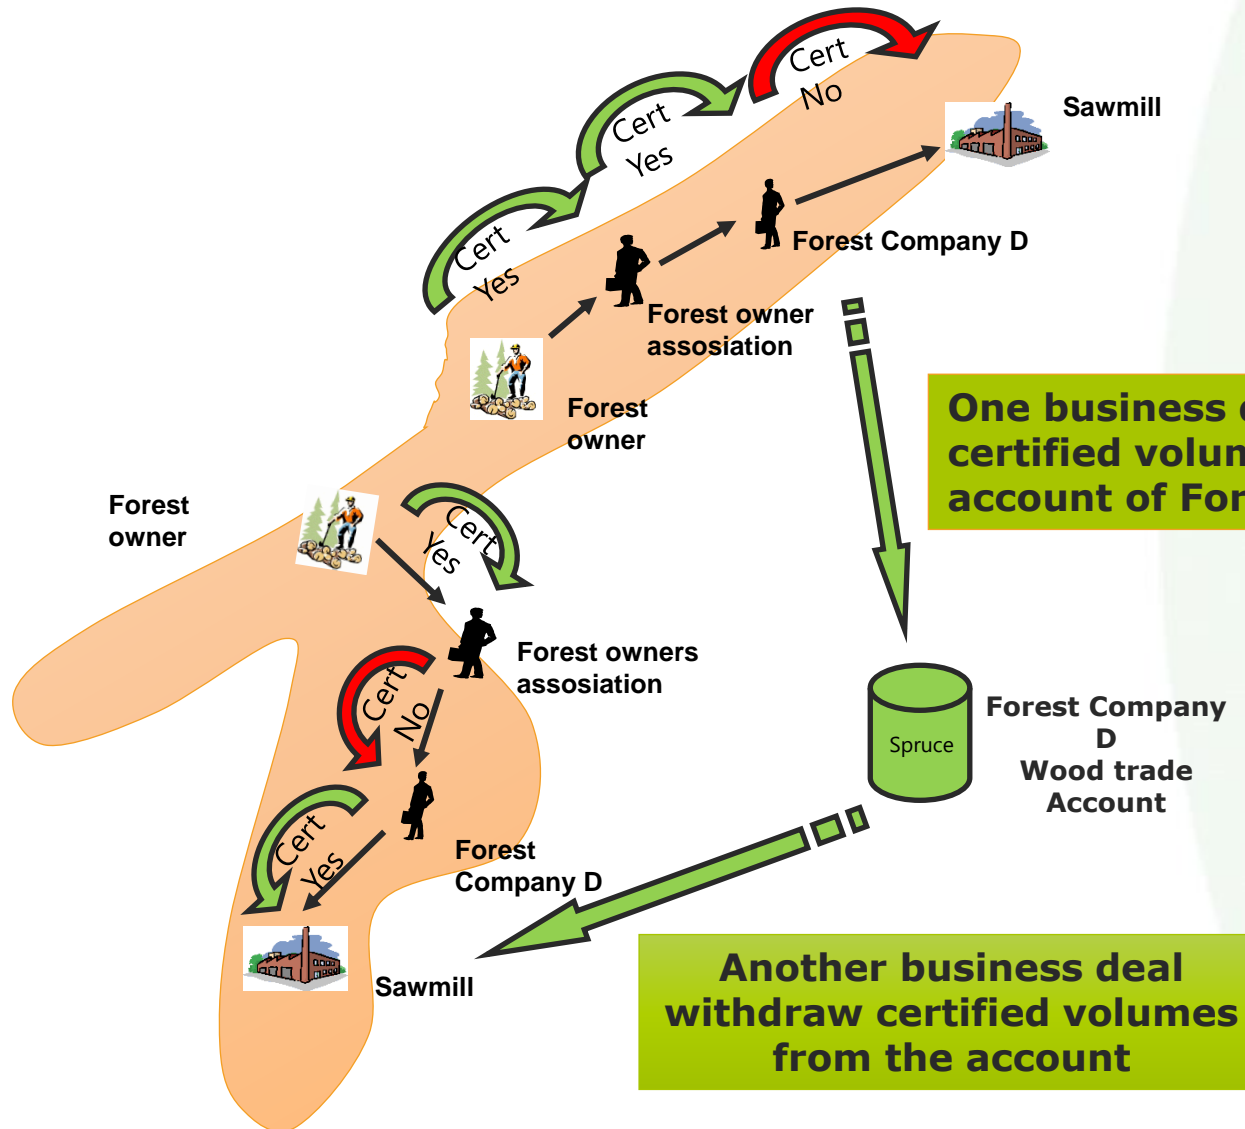 Cert
No
Sawmill
Cert
Yes
Cert
Yes
Forest Company D
Forest owner
assosiation
Forest
owner
One business
certified
account of
Forest
owner
Cert
Yes
Forest owners
assosiation
Cert
No
Spruce
Forest Company
D
Wood trade
Account
Cert
Yes
Forest
Company D
Sawmill
Another business deal
withdraw certified volumes
from the account